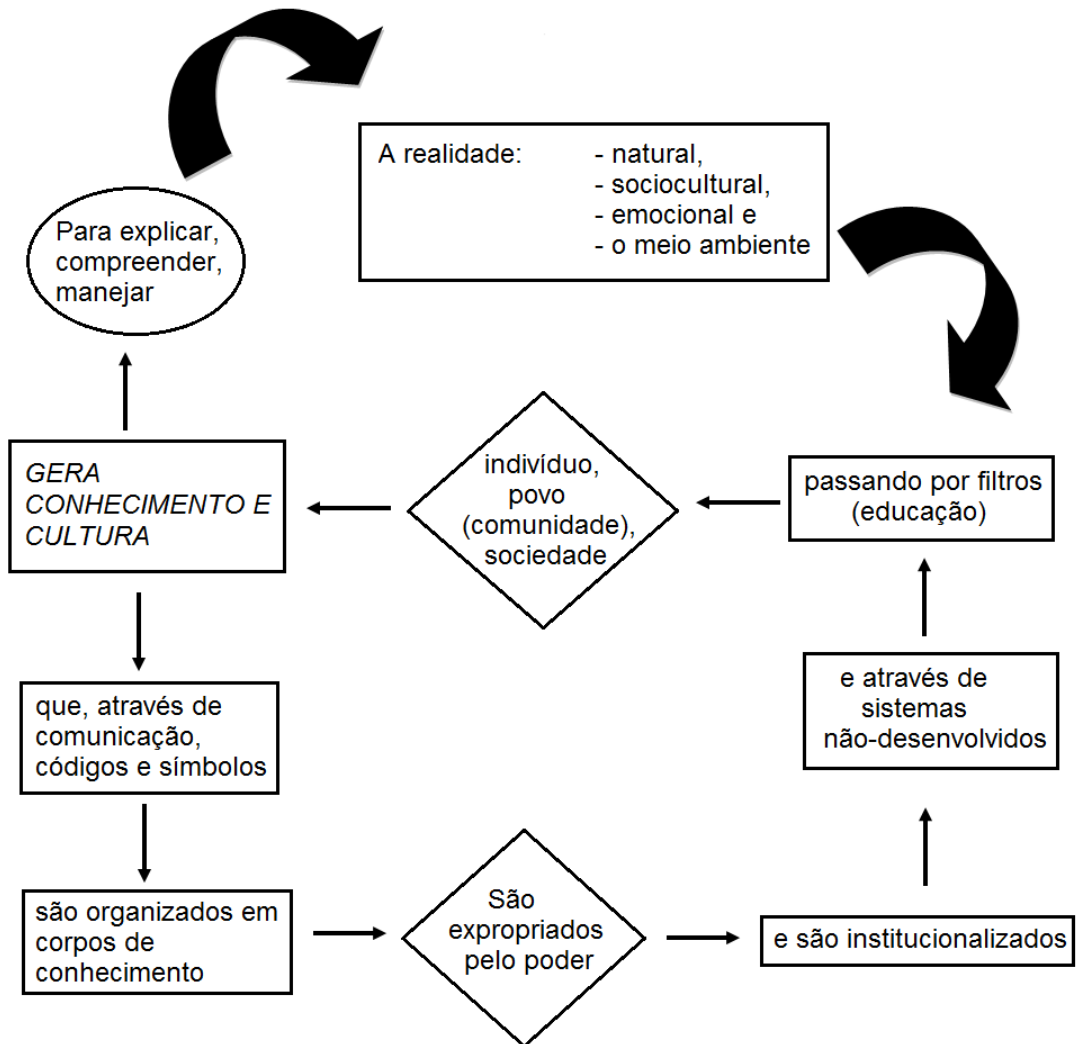 A realidade: - natural,
- sociocultural,
- emocional e
- o meio ambiente
Para explicar,
compreender,
manejar
GERA
CONHECIMENTO E
CULTURA
indivíduo,
povo
(comunidade),
sociedade
passando por filtros
(educação)
que, através de
comunicação,
códigos e símbolos
e através de
sistemas
não-desenvolvidos
são organizados em
corpos de
conhecimento
São
expropriados
pelo poder
e são institucionalizados